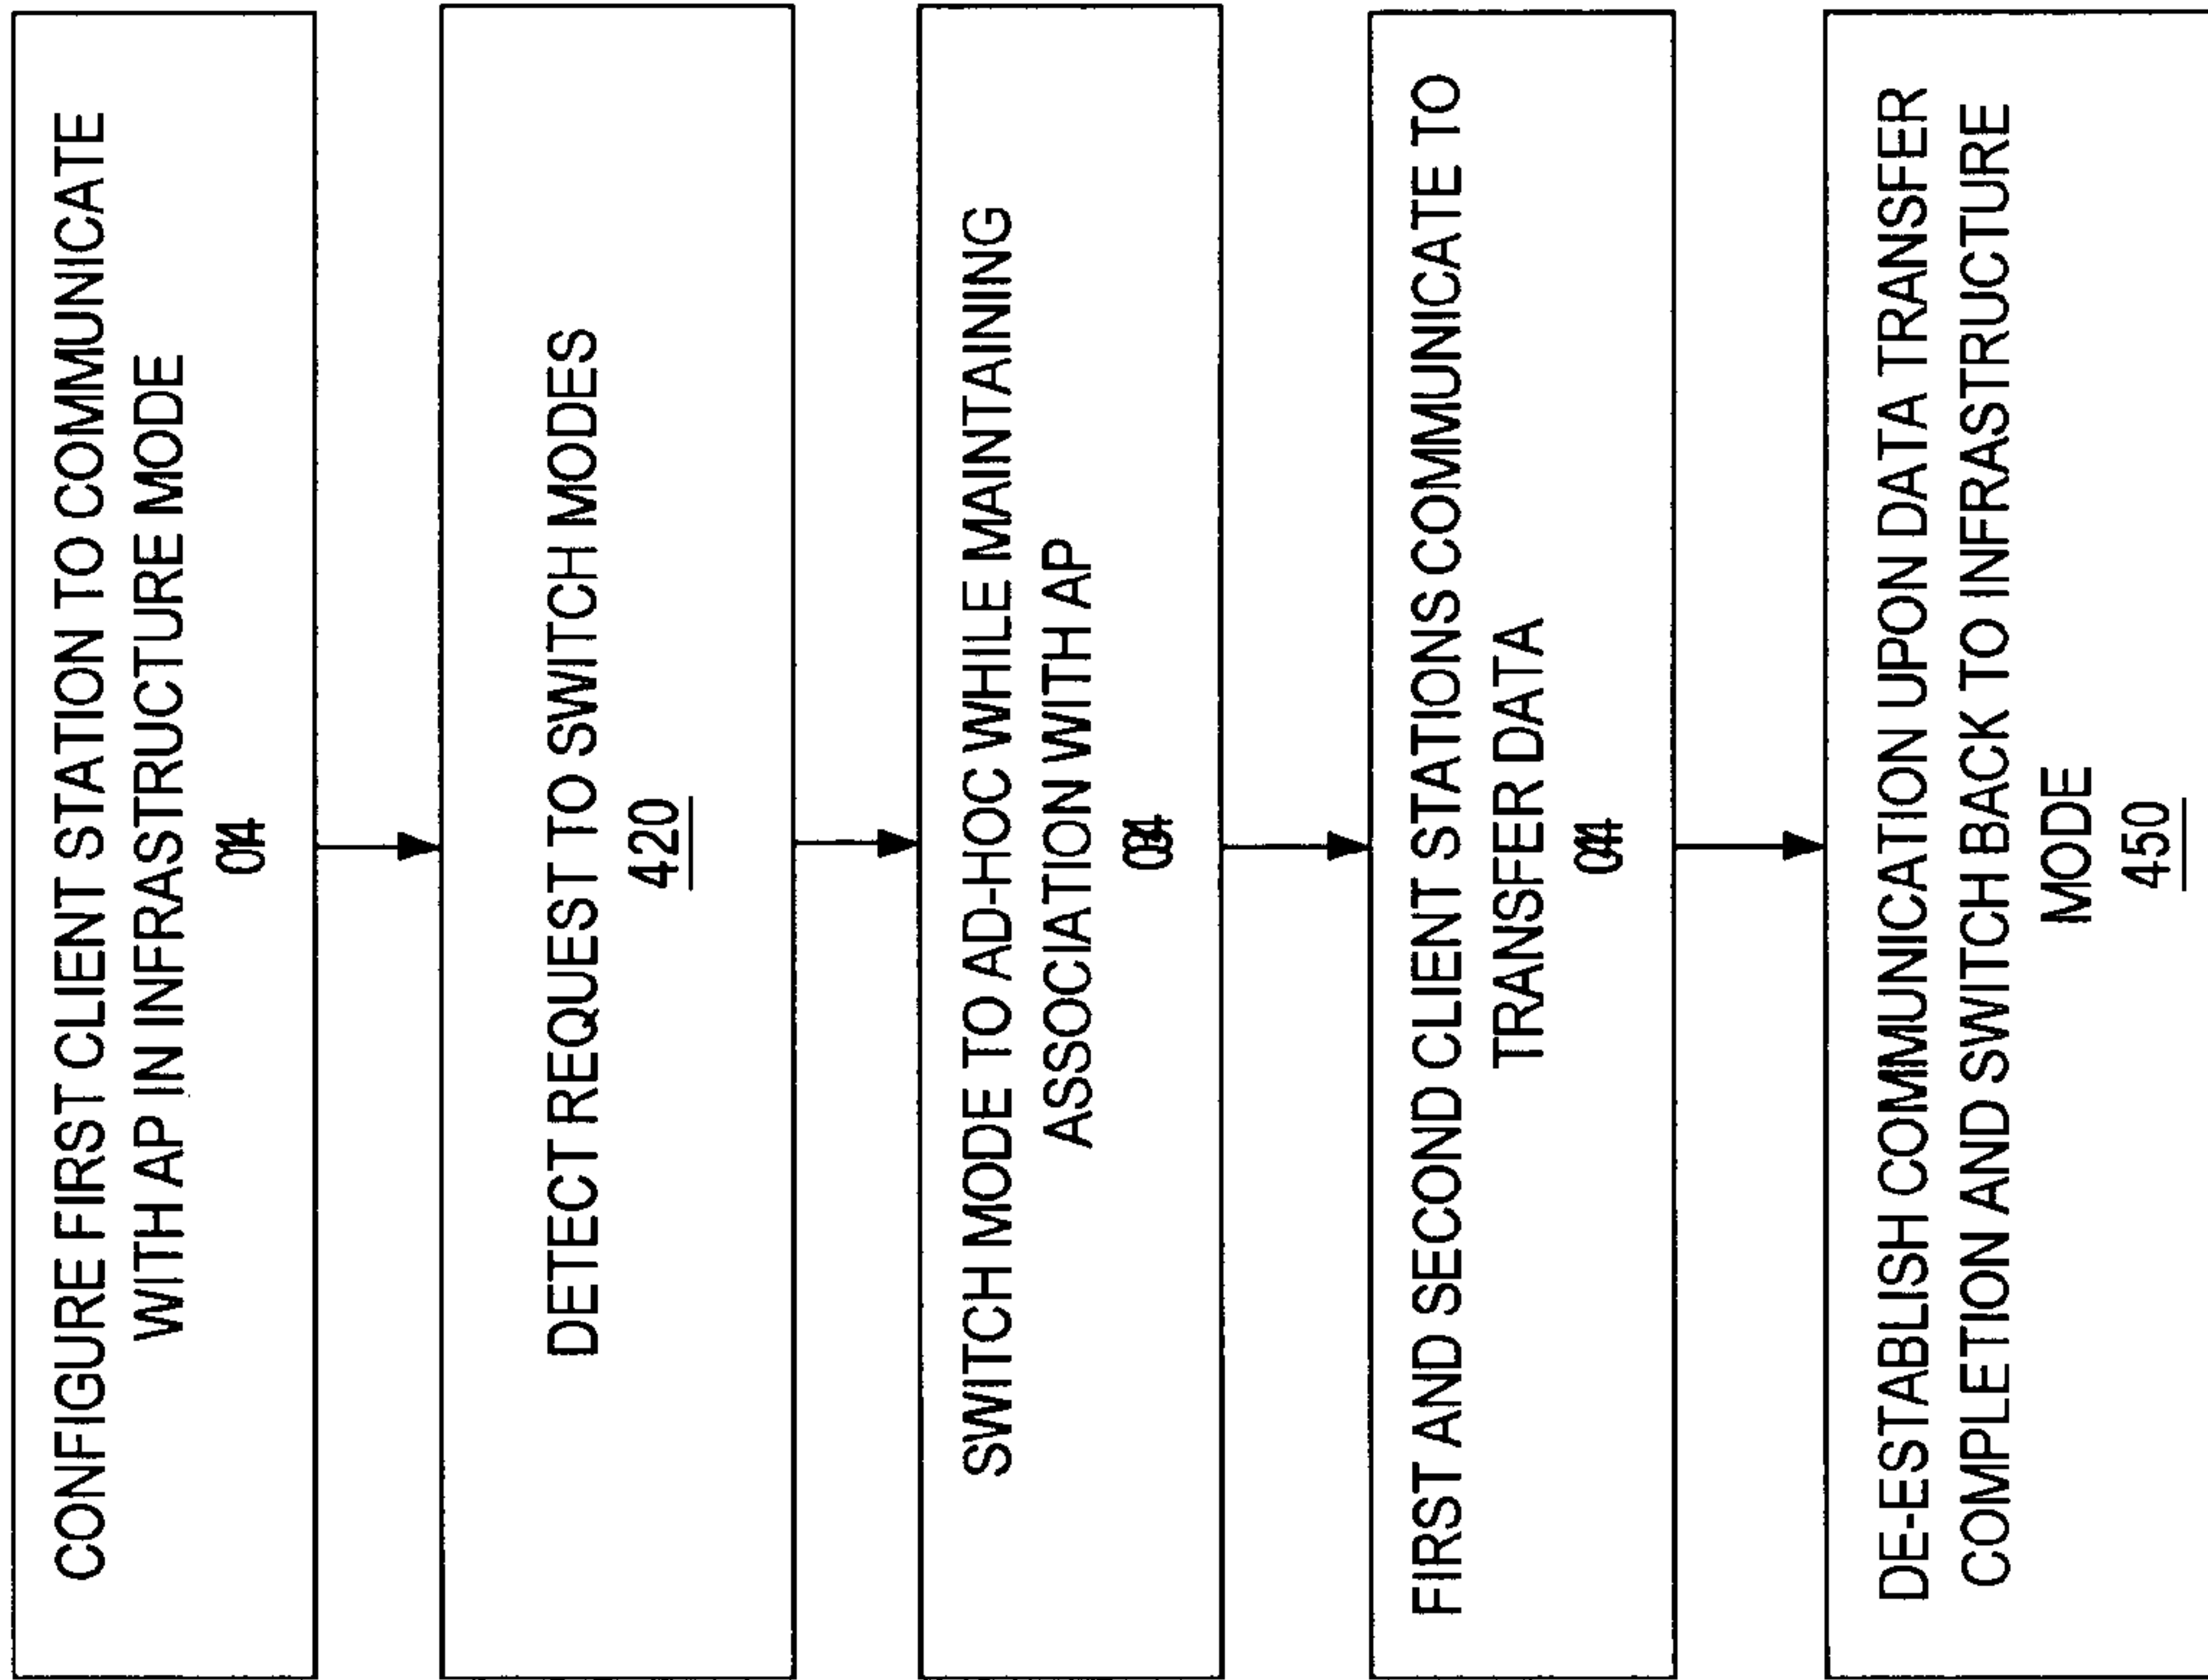 CONFIGURE FIRST CLIENT STATION TO COMMUNICATE
WITH AP IN INFRASTRUCTURE MODE
DETECT REQUEST TO SWITCH MODES
420
SWITCH MODE TO AD-HOC WHILE MAINTAINING
ASSOCIATION WITH AP
FIRST AND SECOND CLIENT STATIONS COMMUNICATE TO
TRANSFER DATA
DE-ESTABLISH COMMUNICATION UPON DATA TRANSFER
COMPLETION AND SWITCH BACK TO INFRASTRUCTURE
MODE
450